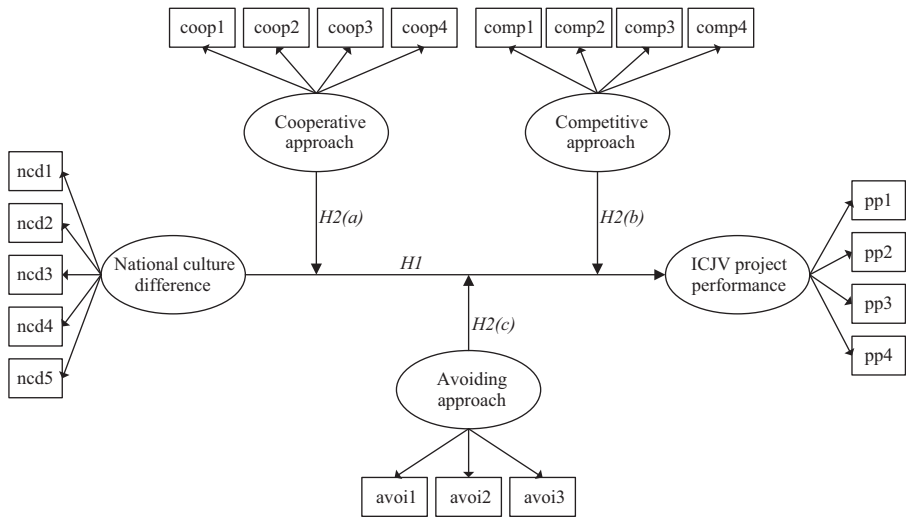 coop1
coop2
coop3
coop4
comp1
comp2
comp3
comp4
Cooperative
approach
Competitive
approach
ncd1
ncd2
ncd3
ncd4
ncd5
H2(a)
H2(b)
pp1
pp2
pp3
pp4
National culture
difference
H1
ICJV project
performance
H2(c)
Avoiding
approach
avoi1
avoi2
avoi3